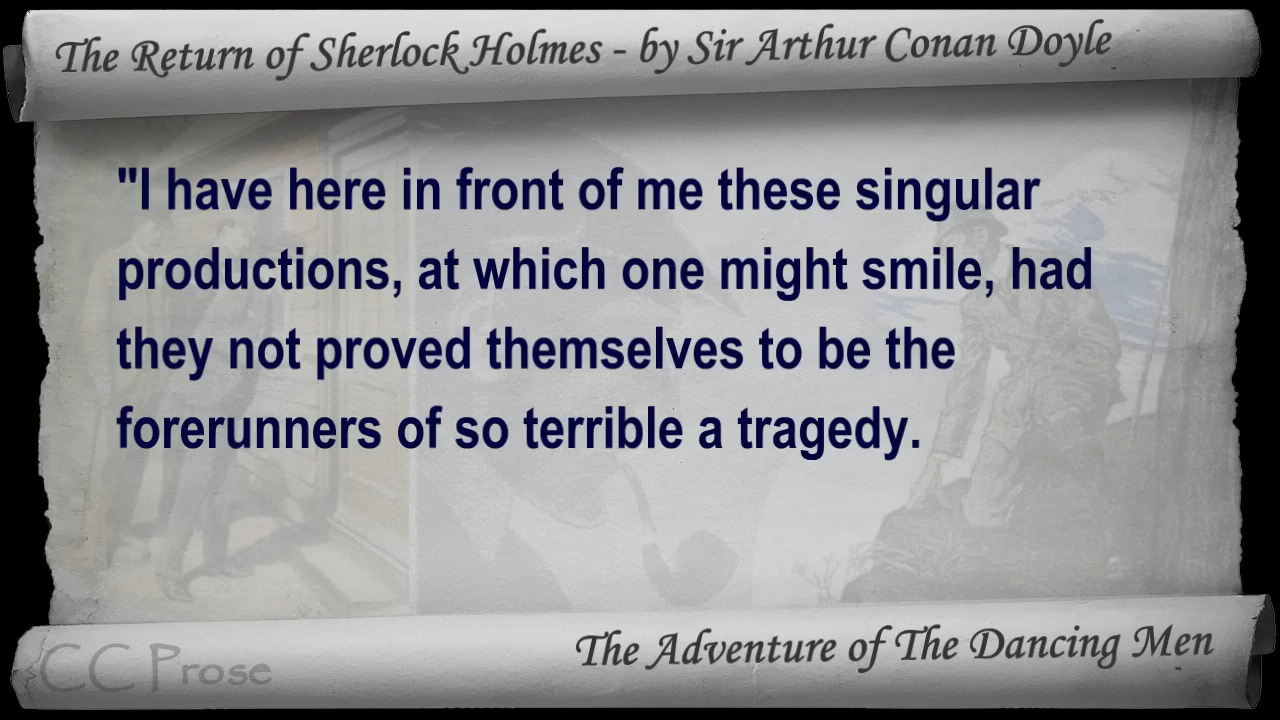 The Return of Sherlock Holmes - by Sir Arthur Conan Doyle
"I have here in front of me these singular
productions, at which one might smile, had
they not proved themselves to be the
forerunners of so terrible a tragedy.
CC Prose
The Adventure of The Dancing Men